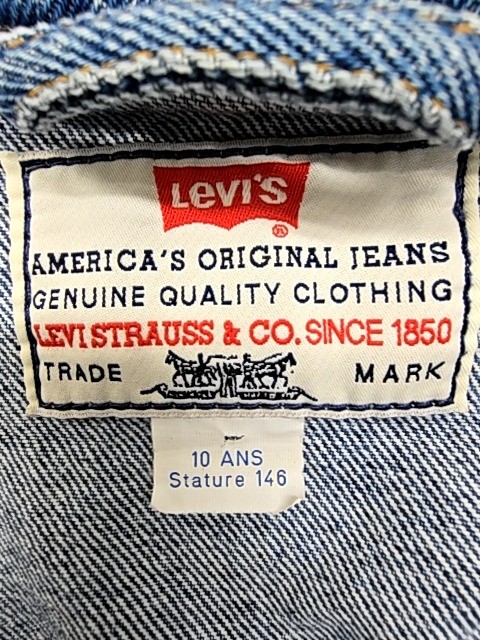 Levi's
®
AMERICA'S ORIGINAL JEANS
GENUINE QUALITY CLOTHING
LEVI STRAUSS & CO. SINCE 1850
TRADE MARK
10 ANS
Stature 146